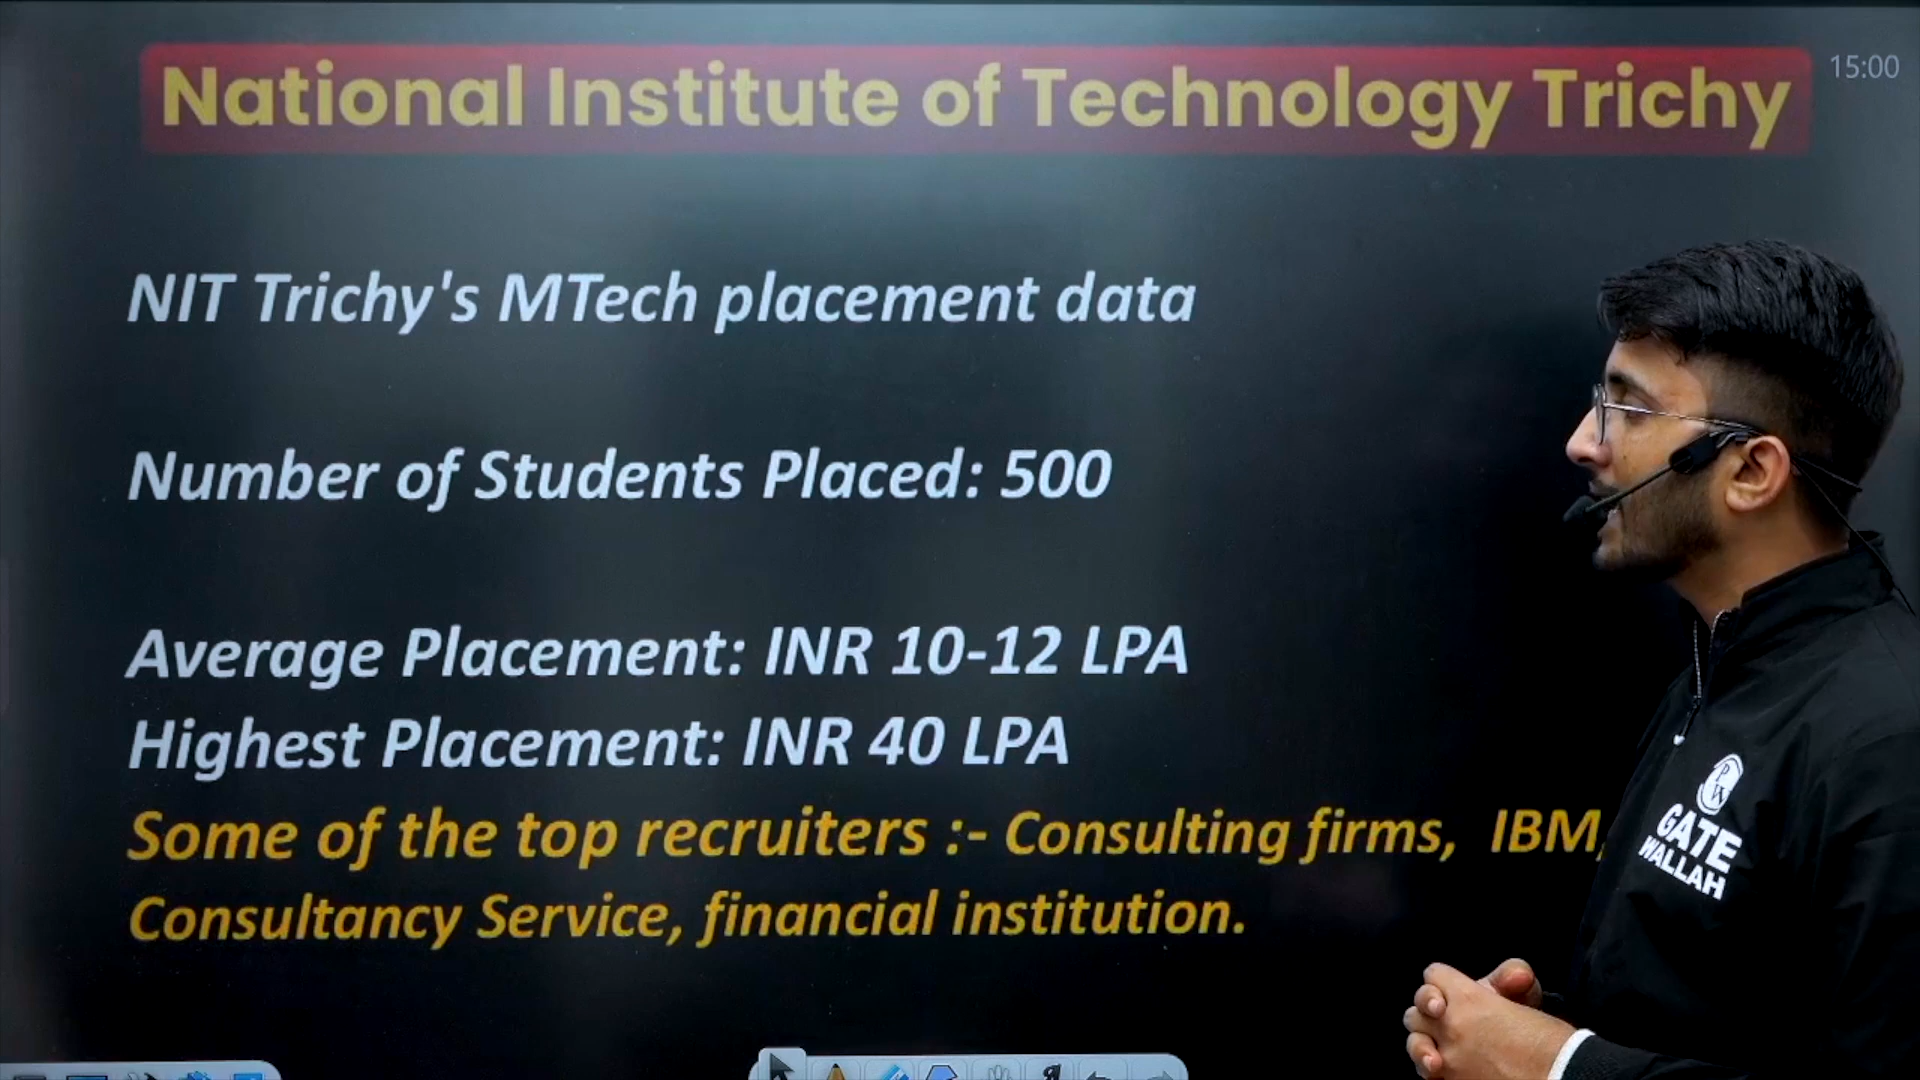 National Institute of Technology Trichy
15:00
NIT Trichy's MTech placement data
Number of Students Placed: 500
Average Placement: INR 10-12 LPA
Highest Placement: INR 40 LPA
Some of the top recruiters :- Consulting firms, IBM,
Consultancy Service, financial institution.
PW
GATE
WALLAH